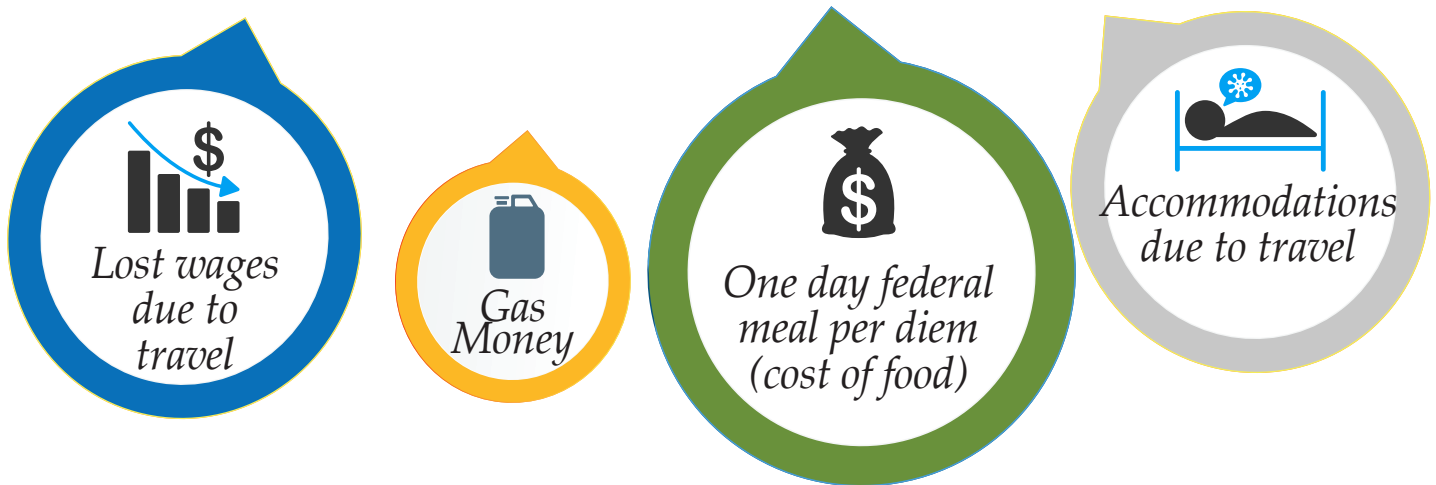 $
Lost wages
due to
travel
Gas
Money
$
One day federal
meal per diem
(cost of food)
Accommodations
due to travel